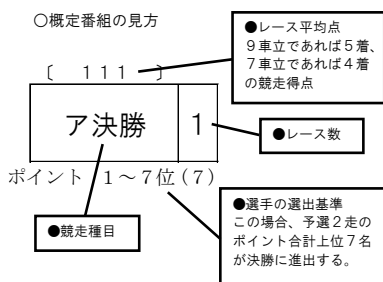 ○概定番組の見方
●レース平均点
９車立であれば５着、
７車立であれば４着
の競走得点
〔　１１１　〕
ア決勝
1
●レース数
ポイント　１～７位(７)
●競走種目
●選手の選出基準
この場合、予選２走の
ポイント合計上位７名
が決勝に進出する。